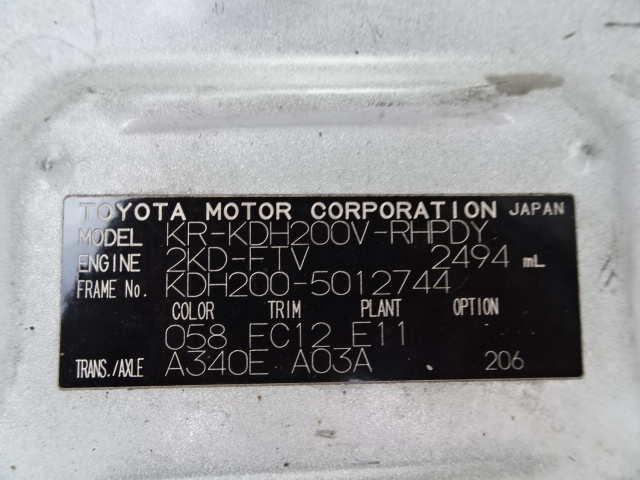 TOYOTA MOTOR CORPORATION JAPAN
MODEL KR-KDH200V-RHPDY
ENGINE 2KD-FTV 2494 mL
FRAME No. KDH200-5012744
COLOR TRIM PLANT OPTION
058 EC12 E11
TRANS./AXLE A340E A03A 206